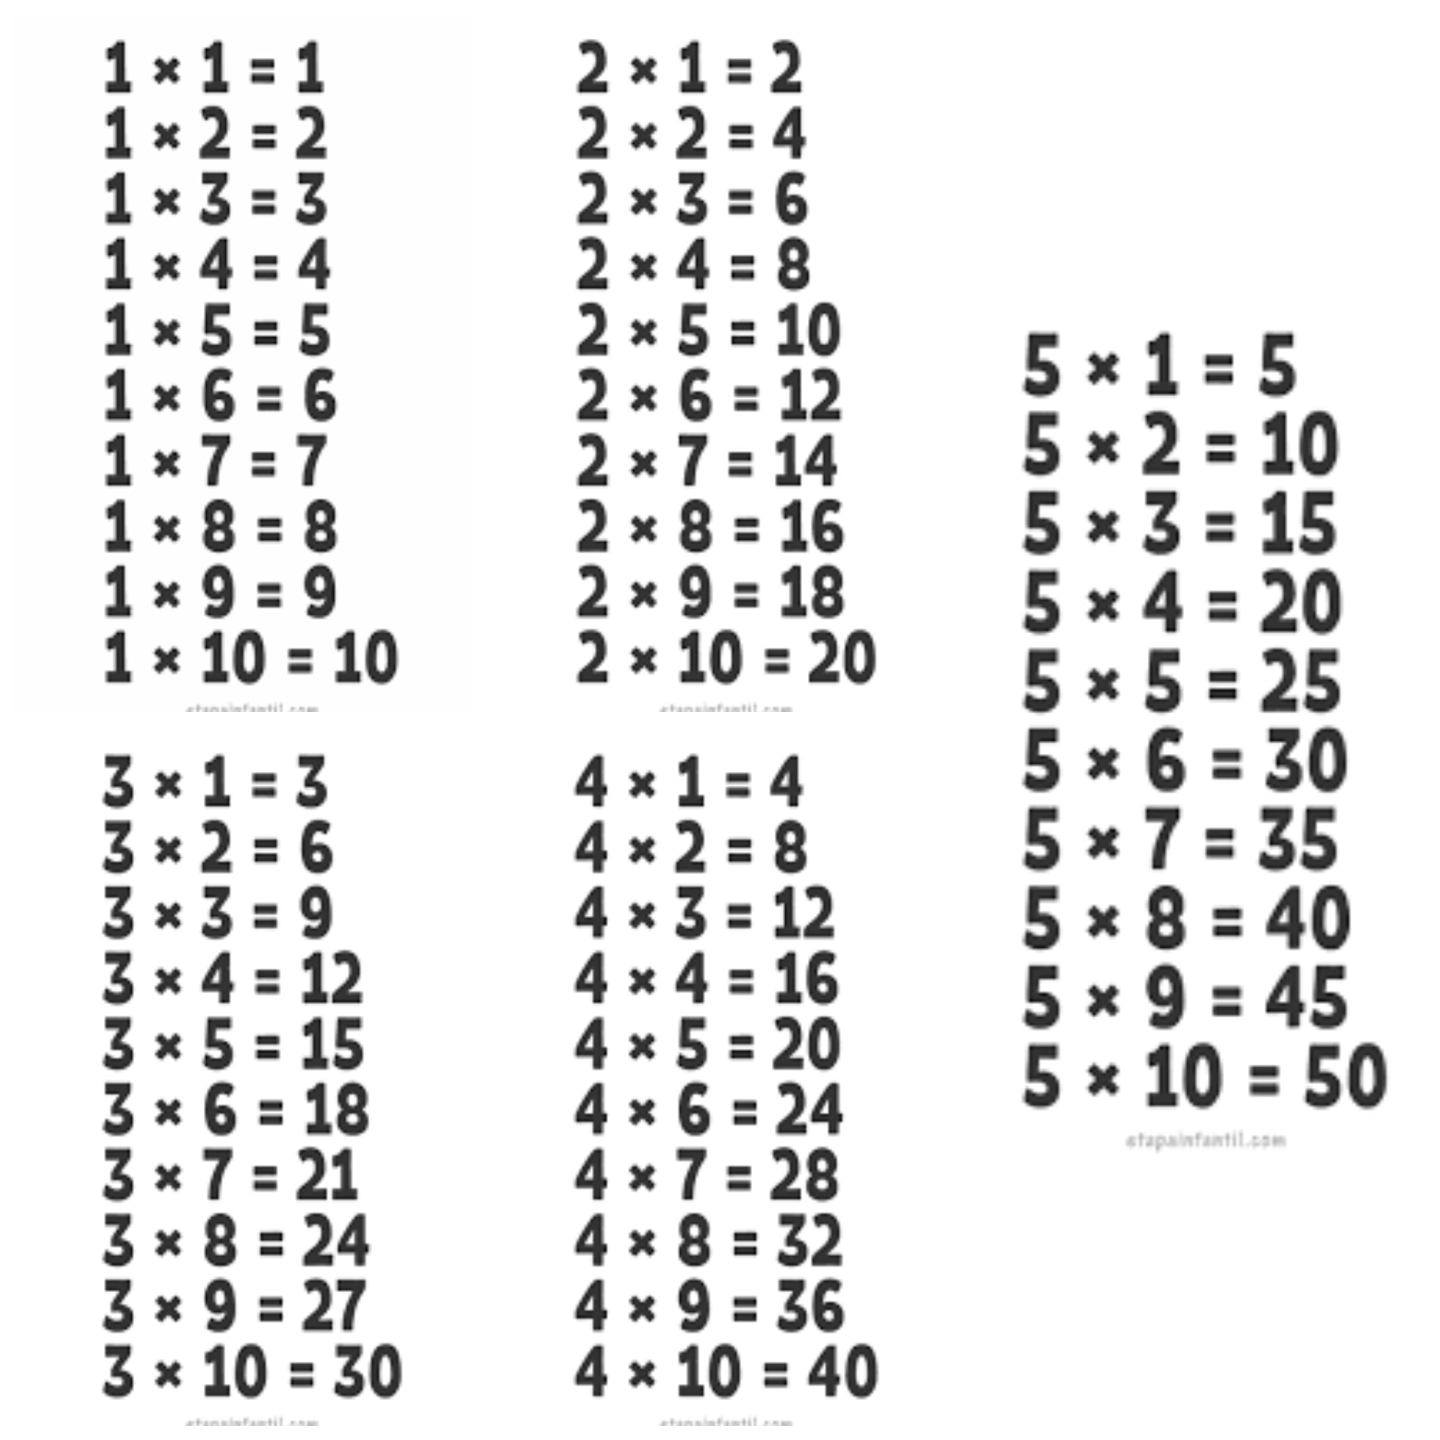 1 × 1 = 1
1 × 2 = 2
1 × 3 = 3
1 × 4 = 4
1 × 5 = 5
1 × 6 = 6
1 × 7 = 7
1 × 8 = 8
1 × 9 = 9
1 × 10 = 10
etapainfantil.com
2 × 1 = 2
2 × 2 = 4
2 × 3 = 6
2 × 4 = 8
2 × 5 = 10
2 × 6 = 12
2 × 7 = 14
2 × 8 = 16
2 × 9 = 18
2 × 10 = 20
etapainfantil.com
3 × 1 = 3
3 × 2 = 6
3 × 3 = 9
3 × 4 = 12
3 × 5 = 15
3 × 6 = 18
3 × 7 = 21
3 × 8 = 24
3 × 9 = 27
3 × 10 = 30
etapainfantil.com
4 × 1 = 4
4 × 2 = 8
4 × 3 = 12
4 × 4 = 16
4 × 5 = 20
4 × 6 = 24
4 × 7 = 28
4 × 8 = 32
4 × 9 = 36
4 × 10 = 40
etapainfantil.com
5 × 1 = 5
5 × 2 = 10
5 × 3 = 15
5 × 4 = 20
5 × 5 = 25
5 × 6 = 30
5 × 7 = 35
5 × 8 = 40
5 × 9 = 45
5 × 10 = 50
etapainfantil.com